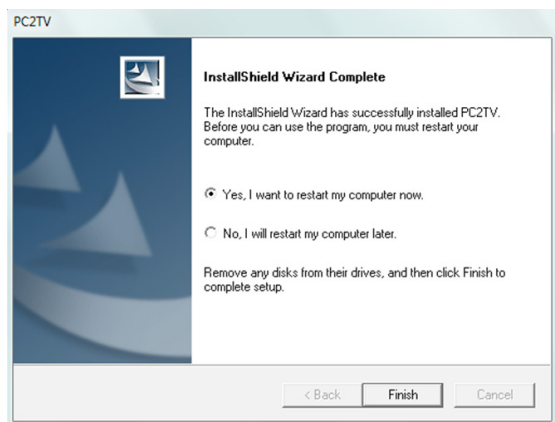 PC2TV
InstallShield Wizard Complete
The InstallShield Wizard has successfully installed PC2TV.
Before you can use the program, you must restart your
computer.
Yes, I want to restart my computer now.
No, I will restart my computer later.
Remove any disks from their drives, and then click Finish to
complete setup.
< Back Finish Cancel